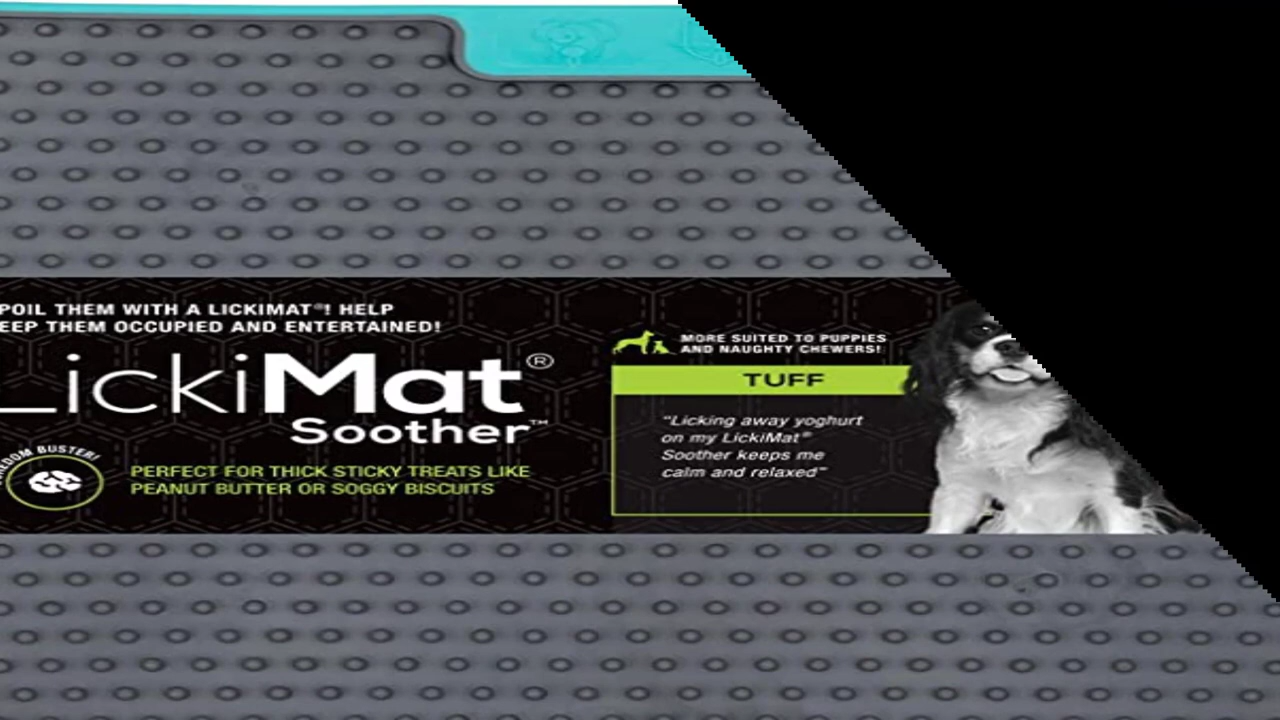 POIL THEM WITH A LICKIMAT®! HELP
EEP THEM OCCUPIED AND ENTERTAINED!
LickiMat®
Soother™
REDOM BUSTER!
PERFECT FOR THICK STICKY TREATS LIKE
PEANUT BUTTER OR SOGGY BISCUITS
MORE SUITED TO PUPPIES
AND NAUGHTY CHEWERS!
TUFF
"Licking away yoghurt
on my LickiMat®
Soother keeps me
calm and relaxed"